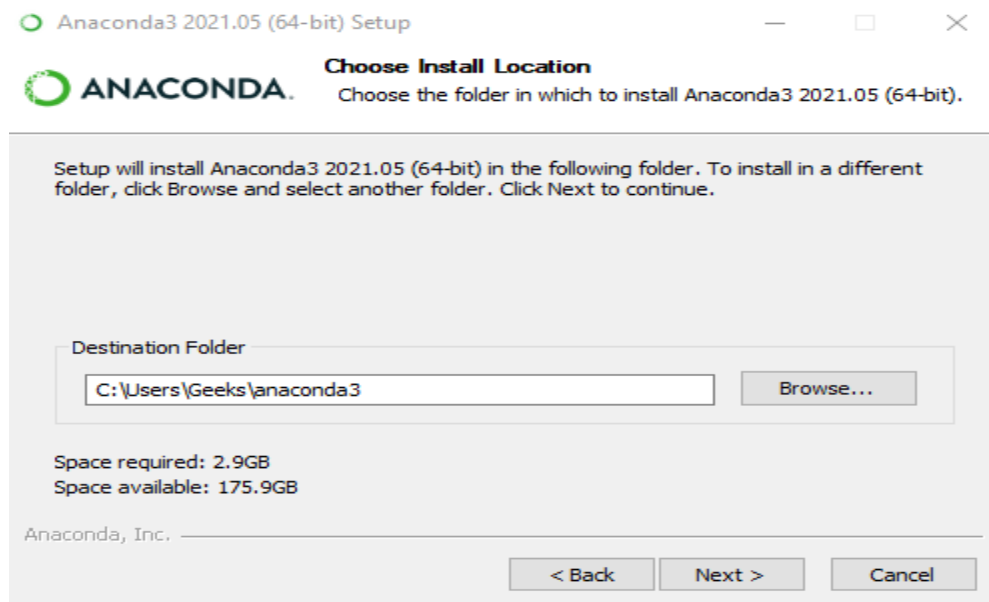 Anaconda3 2021.05 (64-bit) Setup
ANACONDA.
Choose Install Location
Choose the folder in which to install Anaconda3 2021.05 (64-bit).
Setup will install Anaconda3 2021.05 (64-bit) in the following folder. To install in a different
folder, click Browse and select another folder. Click Next to continue.
Destination Folder
C:\Users\Geeks\anaconda3
Browse...
Space required: 2.9GB
Space available: 175.9GB
Anaconda, Inc.
< Back
Next >
Cancel